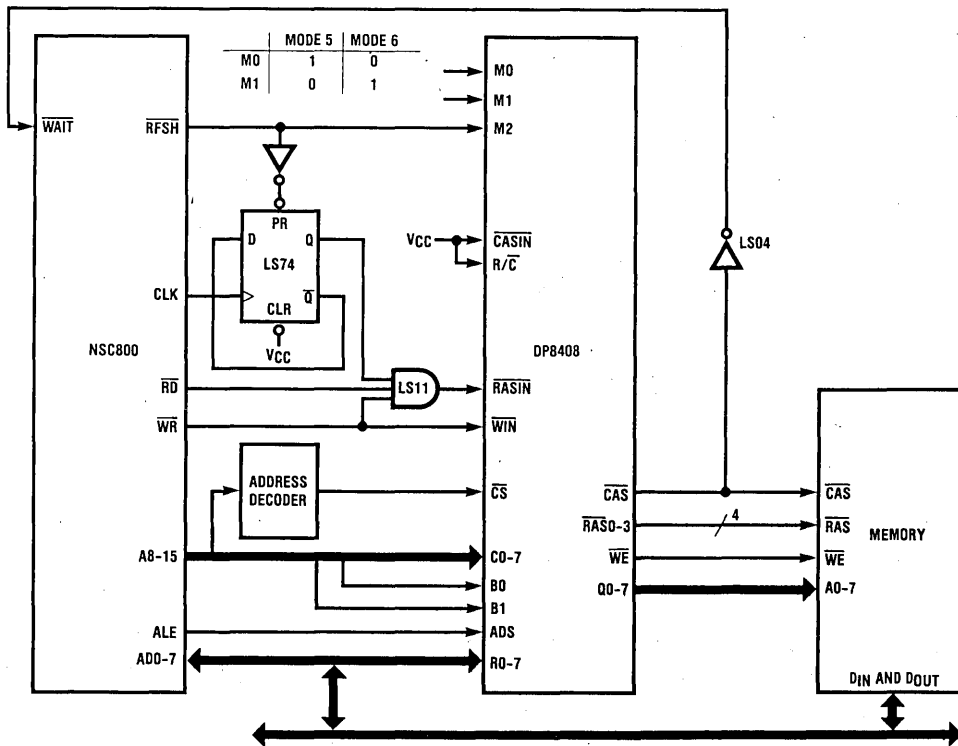 MODE 5 MODE 6
M0 1 0
M1 0 1
WAIT
RFSH
PR
D Q
LS74
Q
CLR
VCC
CLK
NSC800
RD
WR
LS11
ADDRESS
DECODER
A8-15
ALE
AD0-7
M0
M1
M2
VCC
CASIN
R/C
DP8408
RASIN
WIN
CS
C0-7
B0
B1
ADS
R0-7
CAS
RAS0-3
WE
Q0-7
4
LS04
CAS
RAS
MEMORY
WE
A0-7
DIN AND DOUT